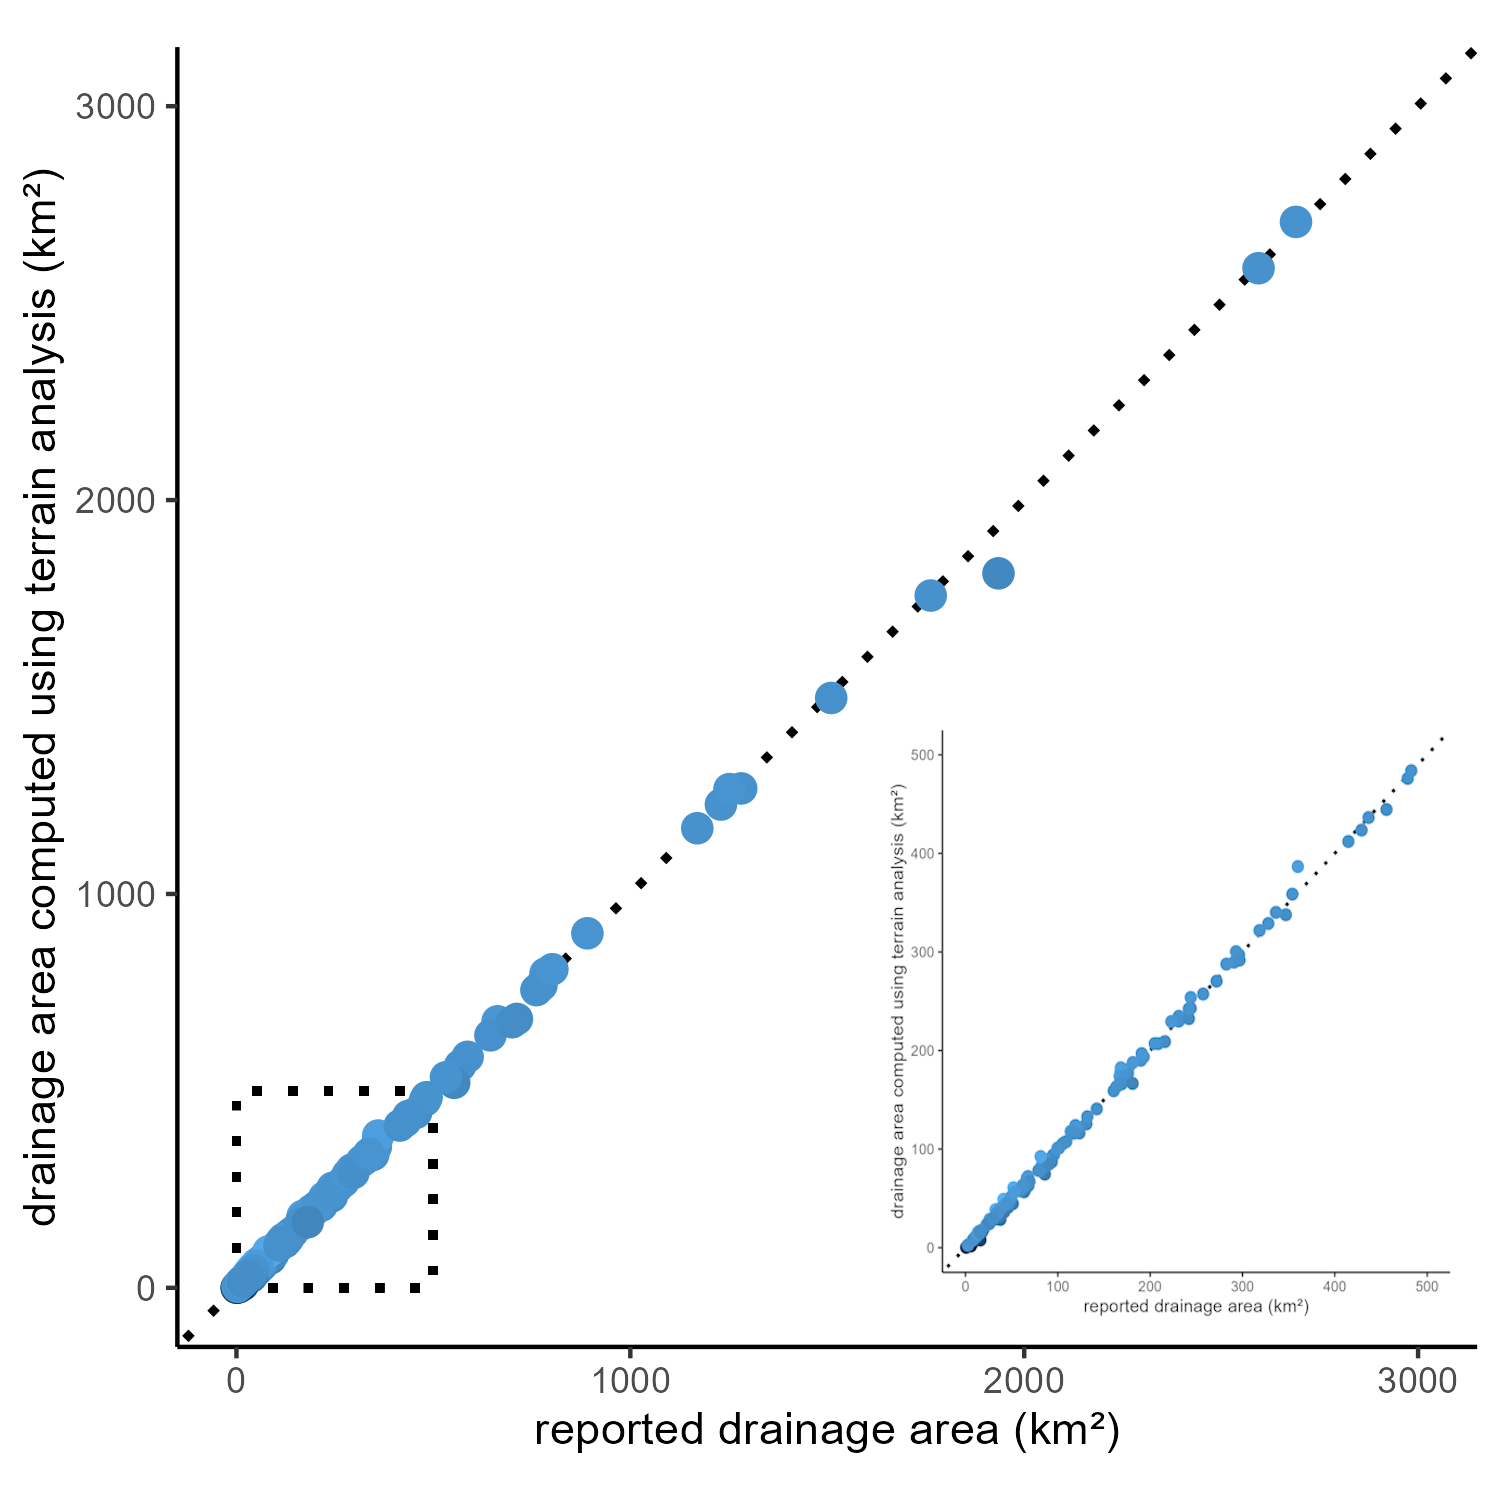 drainage area computed using terrain analysis (km²)
3000
2000
1000
0
0 1000 2000 3000
reported drainage area (km²)
drainage area computed using terrain analysis (km²)
500
400
300
200
100
0
0 100 200 300 400 500
reported drainage area (km²)